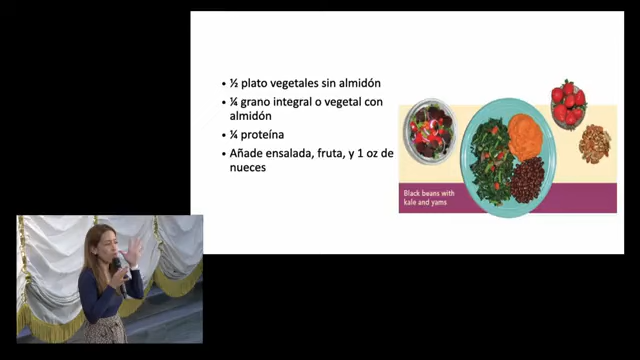 • ½ plato vegetales sin almidón
• ¼ grano integral o vegetal con
almidón
• ¼ proteína
• Añade ensalada, fruta, y 1 oz de
nueces
Black beans with
kale and yams